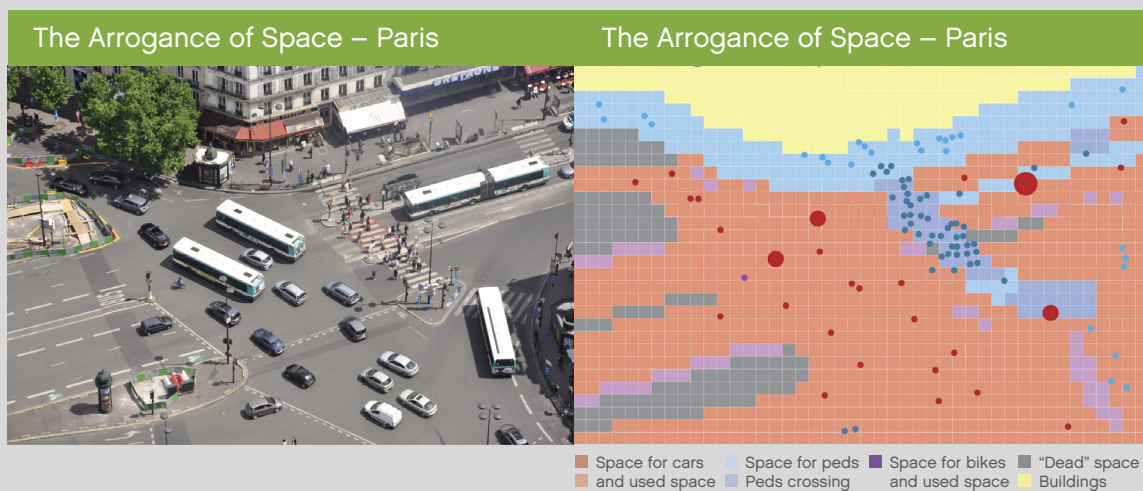 The Arrogance of Space – Paris
The Arrogance of Space – Paris
BUS
Space for cars
and used space
Space for peds
Peds crossing
Space for bikes
and used space
“Dead” space
Buildings